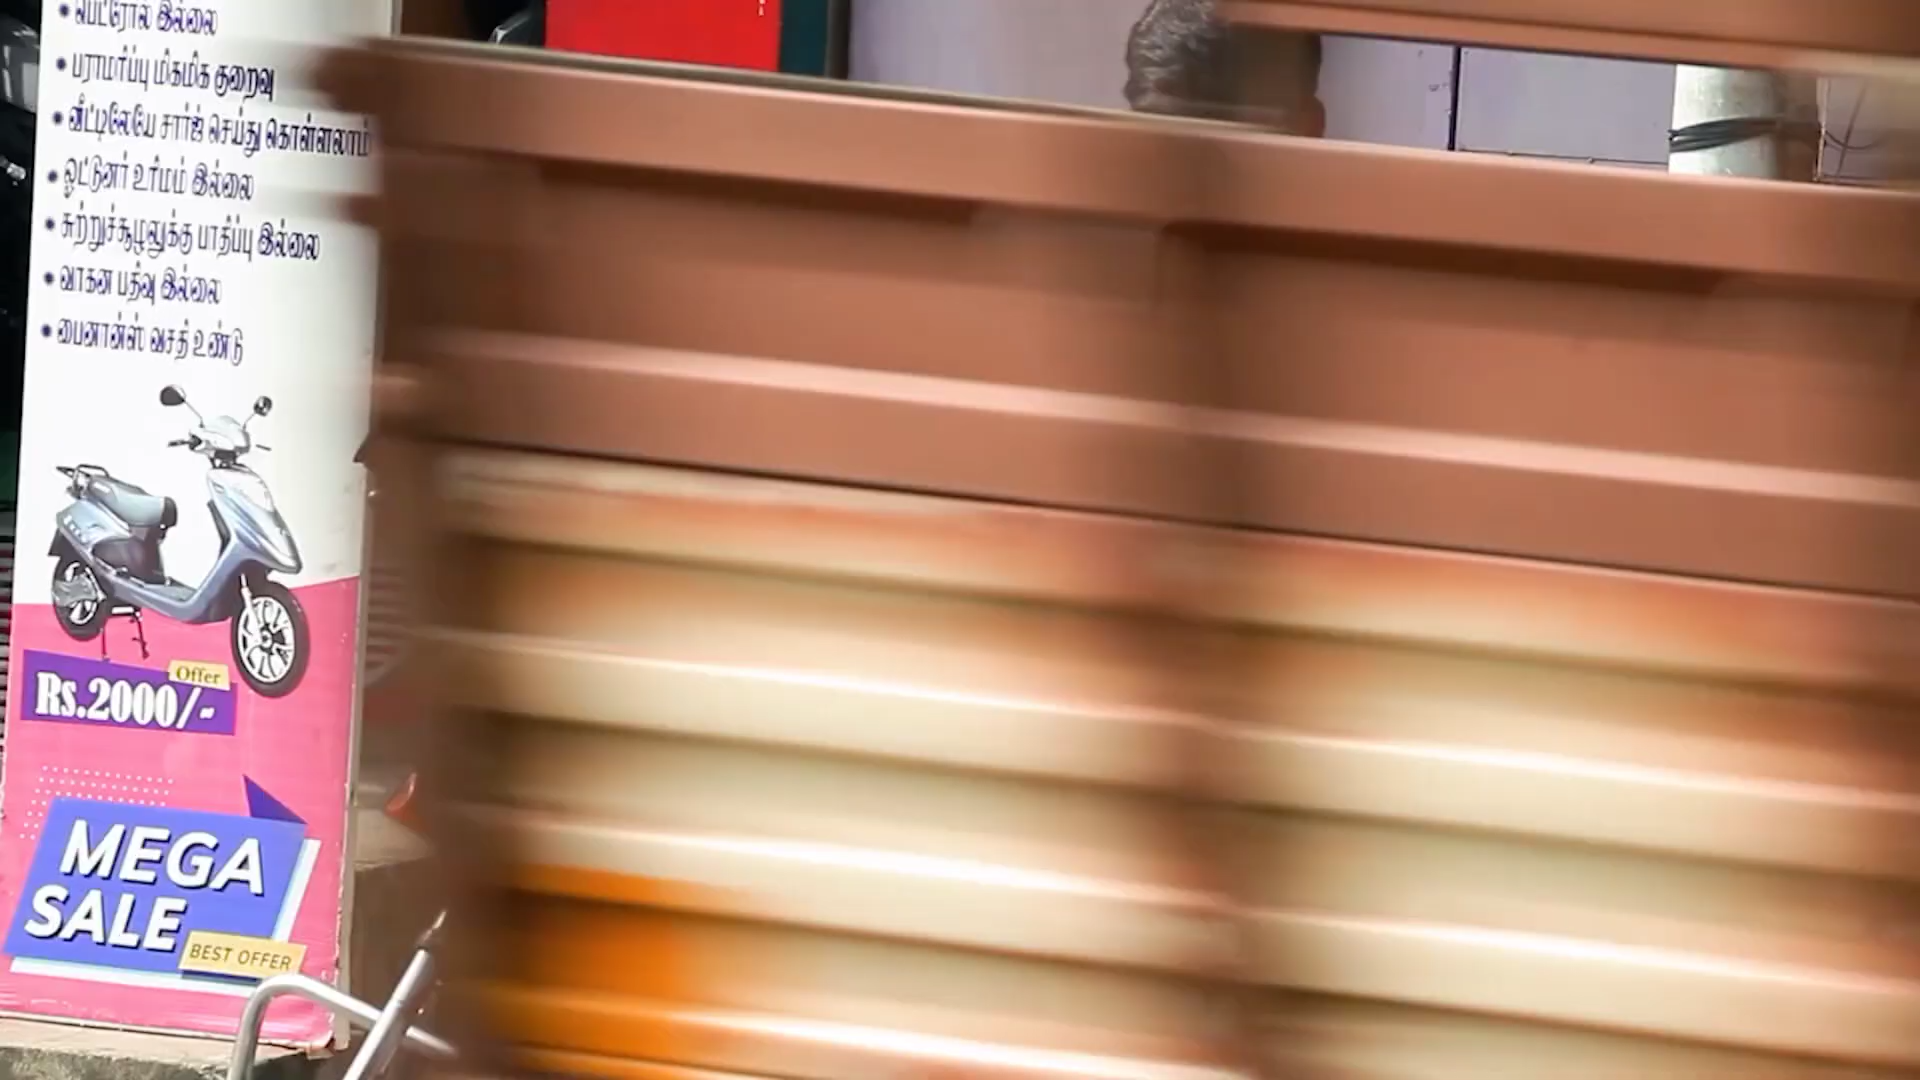 • பெட்ரோல் இல்லை
• பராமரிப்பு மிகமிக குறைவு
• வீட்டிலேயே சார்ஜ் செய்து கொள்ளலாம்
• ஓட்டுனர் உரிமம் இல்லை
• சுற்றுச்சூழலுக்கு பாதிப்பு இல்லை
• வாகன பதிவு இல்லை
• பைனான்ஸ் வசதி உண்டு
Offer
Rs.2000/-
MEGA
SALE
BEST OFFER